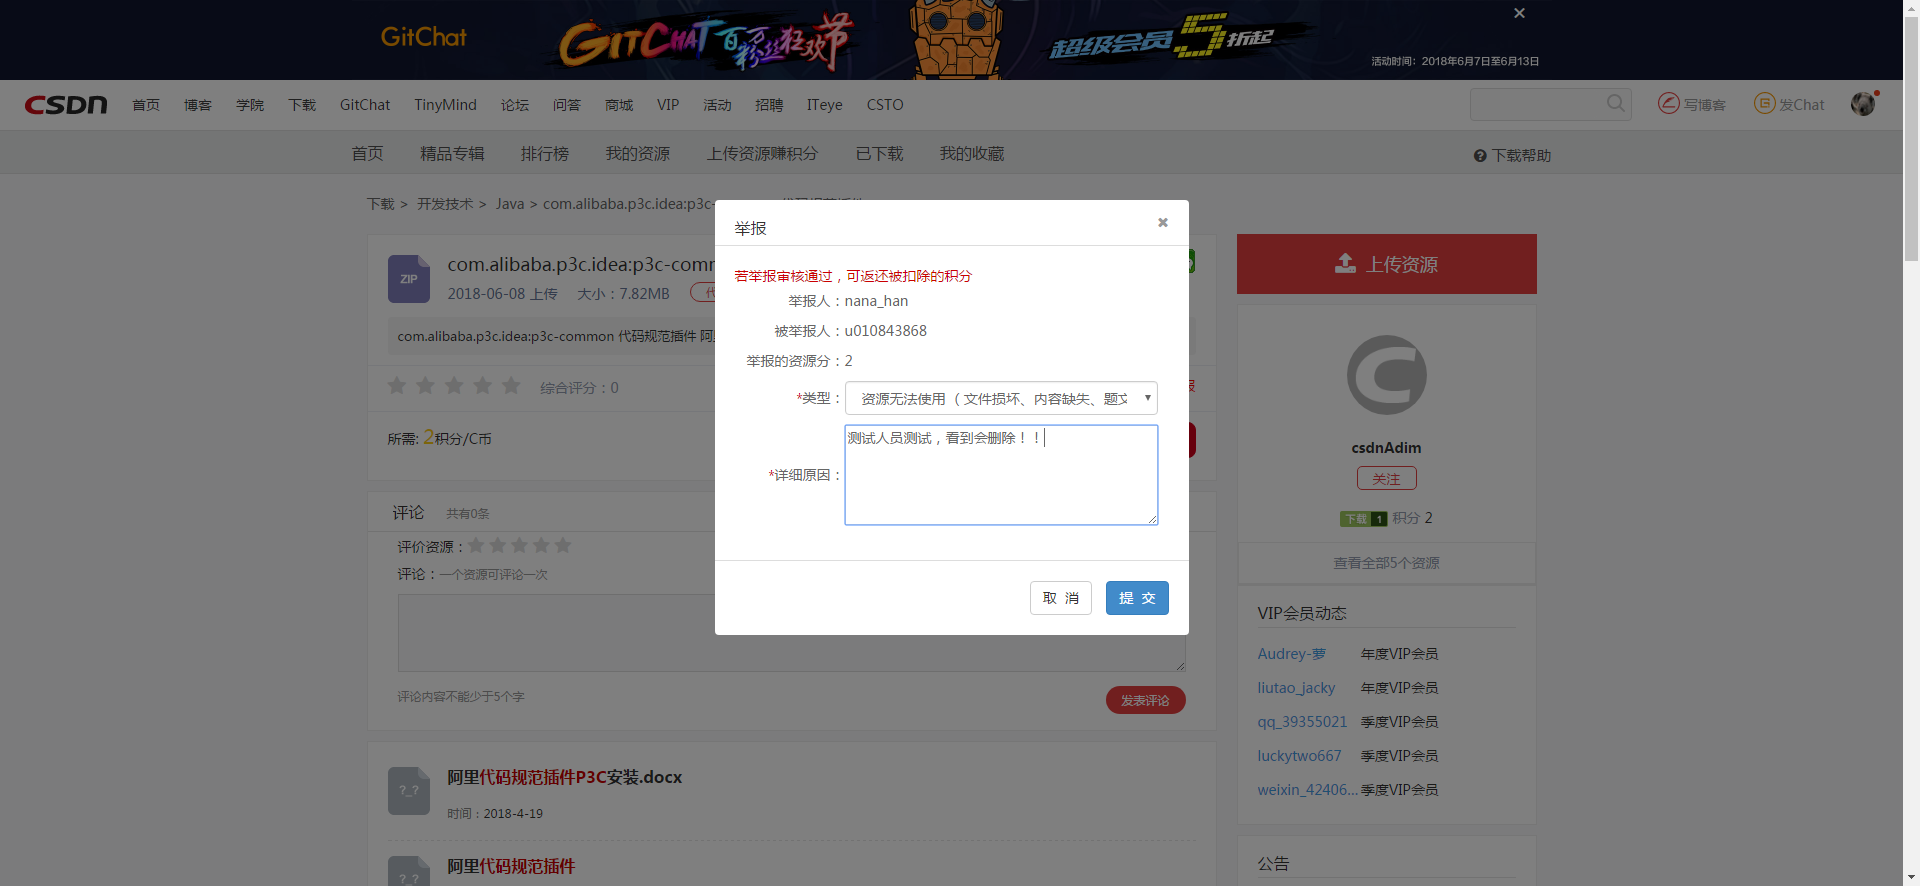 GitChat
GITCHAT百万粉丝狂欢节
超级会员5折起
活动时间：2018年6月7日至6月13日
CSDN 首页 博客 学院 下载 GitChat TinyMind 论坛 问答 商城 VIP 活动 招聘 ITeye CSTO 写博客 发Chat
首页 精品专辑 排行榜 我的资源 上传资源赚积分 已下载 我的收藏 下载帮助
下载 > 开发技术 > Java > com.alibaba.p3c.idea:p3c-
ZIP
com.alibaba.p3c.idea:p3c-comm
2018-06-08 上传 大小：7.82MB
com.alibaba.p3c.idea:p3c-common 代码规范插件 阿
综合评分：0
所需: 2积分/C币
举报
若举报审核通过，可返还被扣除的积分
举报人：nana_han
被举报人：u010843868
举报的资源分：2
*类型： 资源无法使用（文件损坏、内容缺失、题文
*详细原因： 测试人员测试，看到会删除！！
取 消 提 交
评论 共有0条
评价资源：
评论：一个资源可评论一次
评论内容不能少于5个字
发表评论
?_?
阿里代码规范插件P3C安装.docx
时间：2018-4-19
?_?
阿里代码规范插件
上传资源
csdnAdim
关注
下载 1 积分 2
查看全部5个资源
VIP会员动态
Audrey-萝 年度VIP会员
liutao_jacky 年度VIP会员
qq_39355021 季度VIP会员
luckytwo667 季度VIP会员
weixin_42406... 季度VIP会员
公告